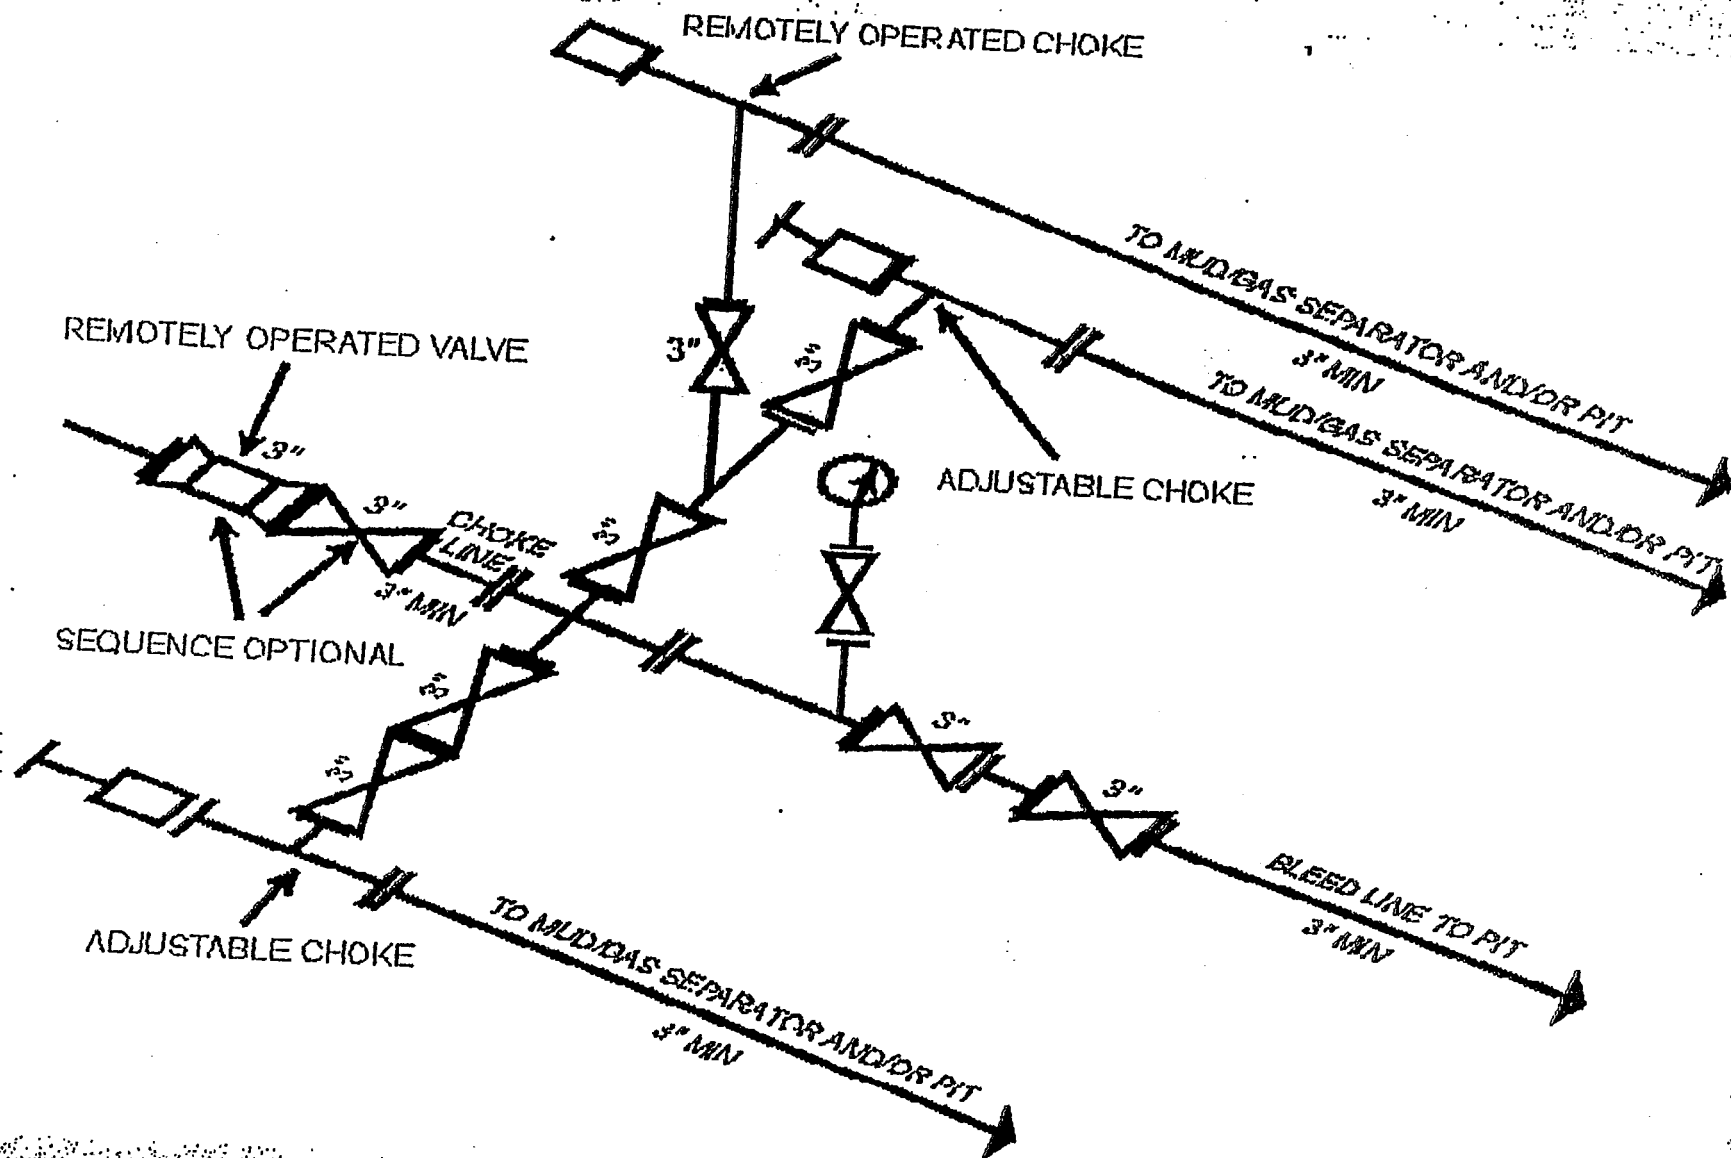 REMOTELY OPERATED CHOKE
TO MUD/GAS SEPARATOR AND/OR PIT
3" MIN
REMOTELY OPERATED VALVE
3"
3"
TO MUD/GAS SEPARATOR AND/OR PIT
3" MIN
3"
3"
ADJUSTABLE CHOKE
CHOKE
LINE
3"
3" MIN
SEQUENCE OPTIONAL
3"
3"
3"
3"
BLEED LINE TO PIT
3" MIN
ADJUSTABLE CHOKE
TO MUD/GAS SEPARATOR AND/OR PIT
3" MIN